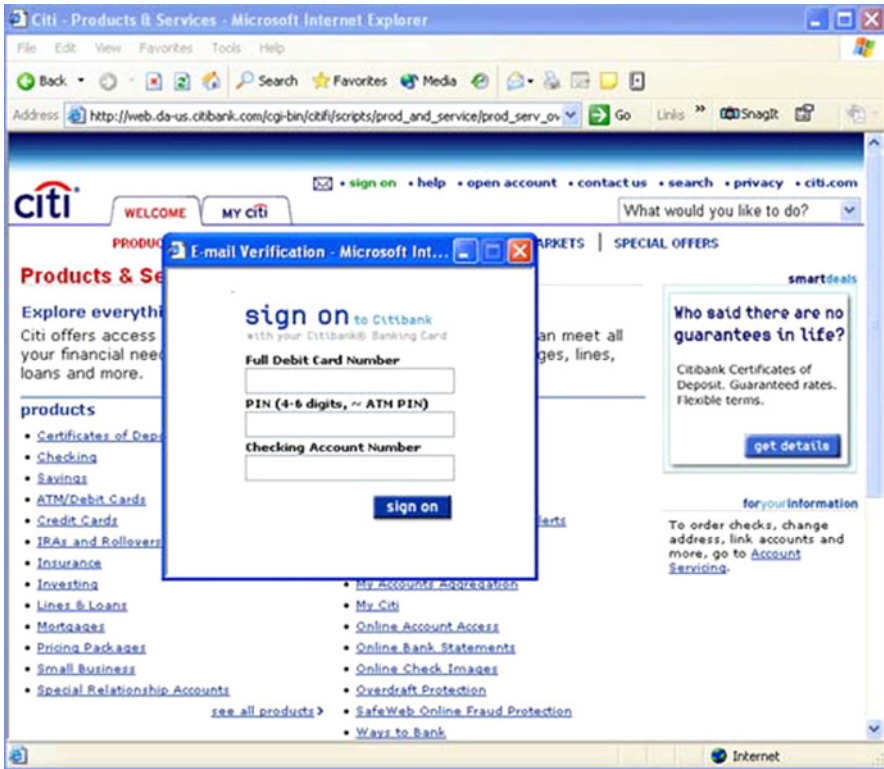 Citi - Products & Services - Microsoft Internet Explorer
File Edit View Favorites Tools Help
Back Search Favorites Media
Address http://web.da-us.citibank.com/cgi-bin/citifi/scripts/prod_and_service/prod_serv_ov Go Links » SnagIt
• sign on • help • open account • contact us • search • privacy • citi.com
citi WELCOME MY citi What would you like to do?
PRODUC ARKETS | SPECIAL OFFERS
E-mail Verification - Microsoft Int...
Products & Se
smartdeals
Explore everythi
Citi offers access an meet all
your financial need ges, lines,
loans and more.
sign on to Citibank
with your Citibank® Banking Card
Full Debit Card Number
PIN (4-6 digits, ~ ATM PIN)
Checking Account Number
sign on
Who said there are no
guarantees in life?
Citibank Certificates of
Deposit. Guaranteed rates.
Flexible terms.
get details
products
• Certificates of Depo
• Checking
• Savings
• ATM/Debit Cards
• Credit Cards
• IRAs and Rollovers
• Insurance
• Investing
• Lines & Loans
• Mortgages
• Pricing Packages
• Small Business
• Special Relationship Accounts
see all products >
lerts
• My Accounts Aggregation
• My Citi
• Online Account Access
• Online Bank Statements
• Online Check Images
• Overdraft Protection
• SafeWeb Online Fraud Protection
• Ways to Bank
foryourinformation
To order checks, change
address, link accounts and
more, go to Account
Servicing.
Internet